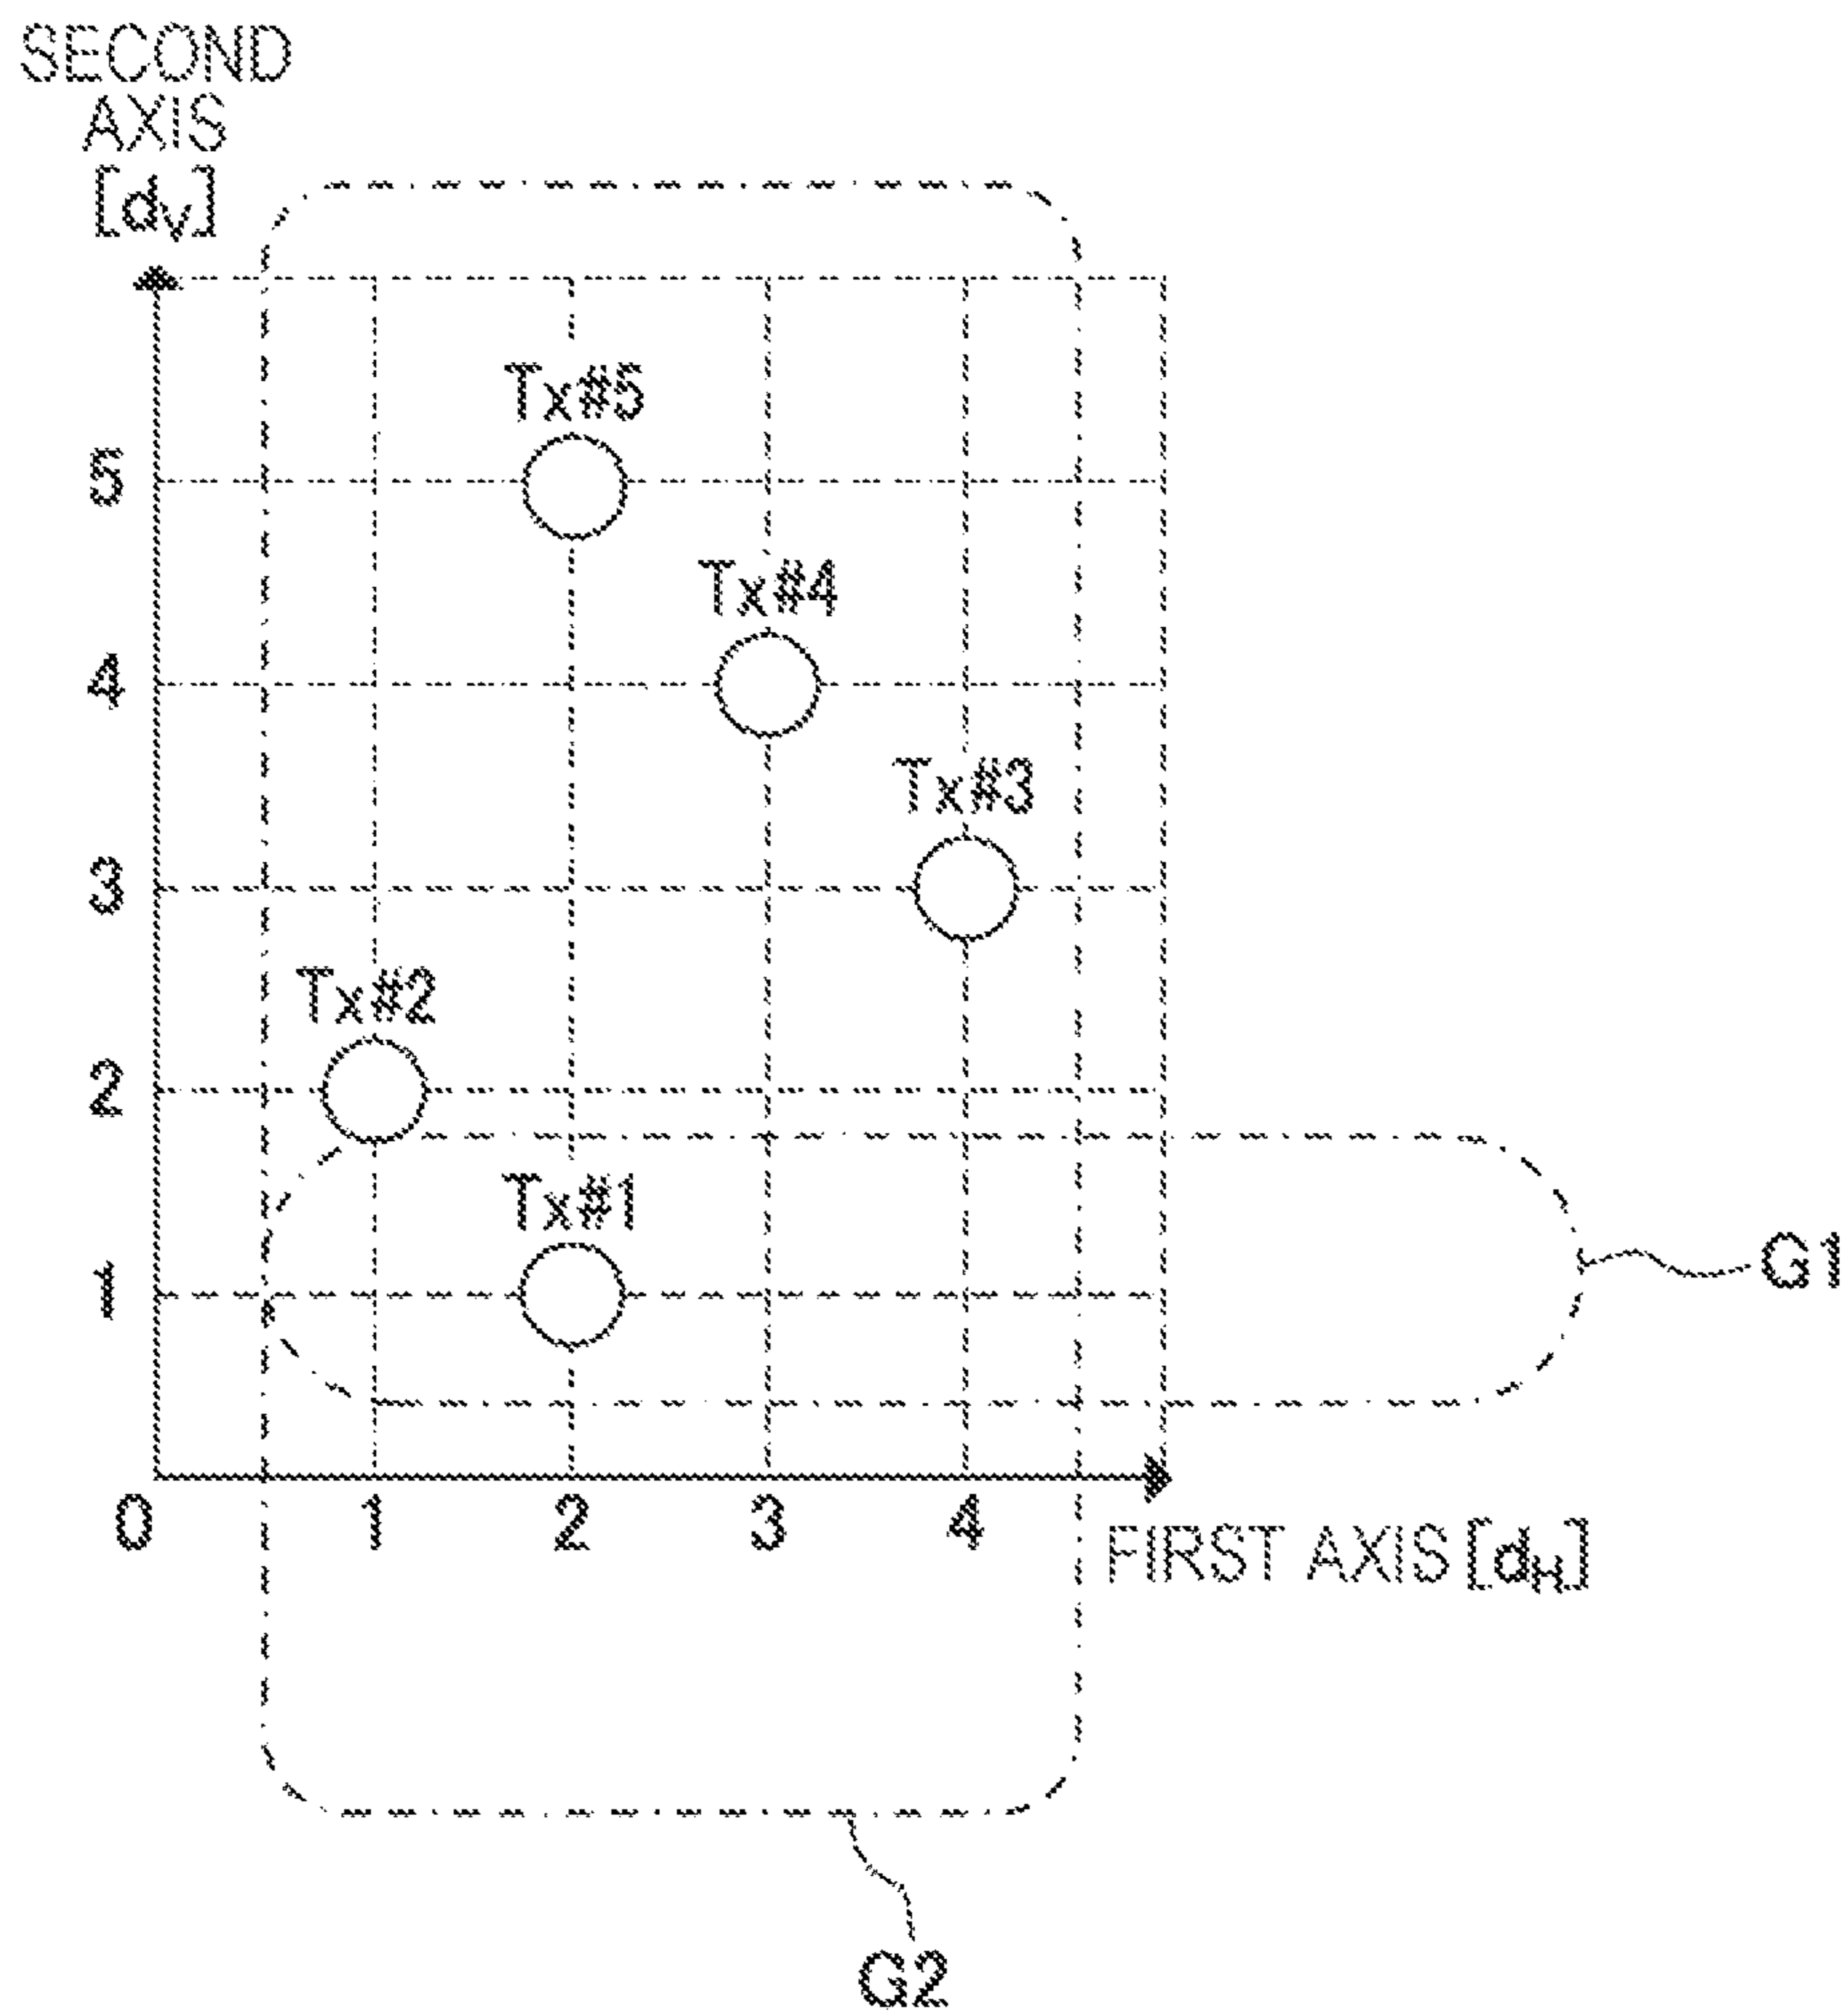 SECOND
AXIS
[dV]
Tx#5
5
Tx#4
4
Tx#3
3
Tx#2
2
Tx#1
1
G1
0 1 2 3 4
FIRST AXIS [dH]
G2